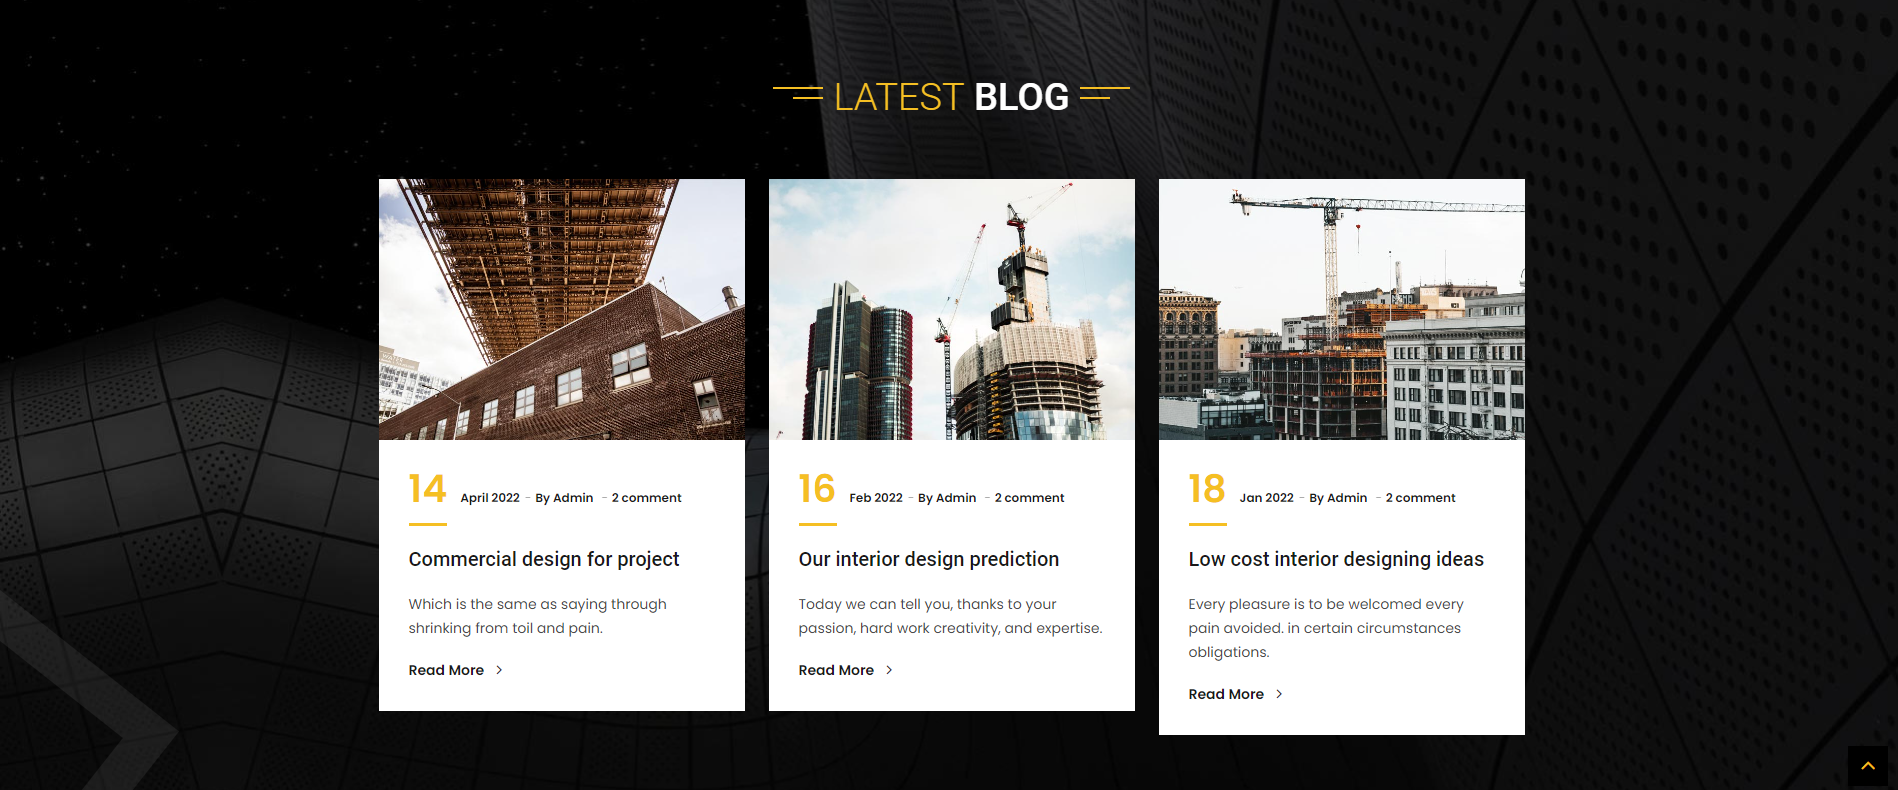 LATEST BLOG
14 April 2022 - By Admin - 2 comment
Commercial design for project
Which is the same as saying through
shrinking from toil and pain.
Read More
16 Feb 2022 - By Admin - 2 comment
Our interior design prediction
Today we can tell you, thanks to your
passion, hard work creativity, and expertise.
Read More
18 Jan 2022 - By Admin - 2 comment
Low cost interior designing ideas
Every pleasure is to be welcomed every
pain avoided. in certain circumstances
obligations.
Read More